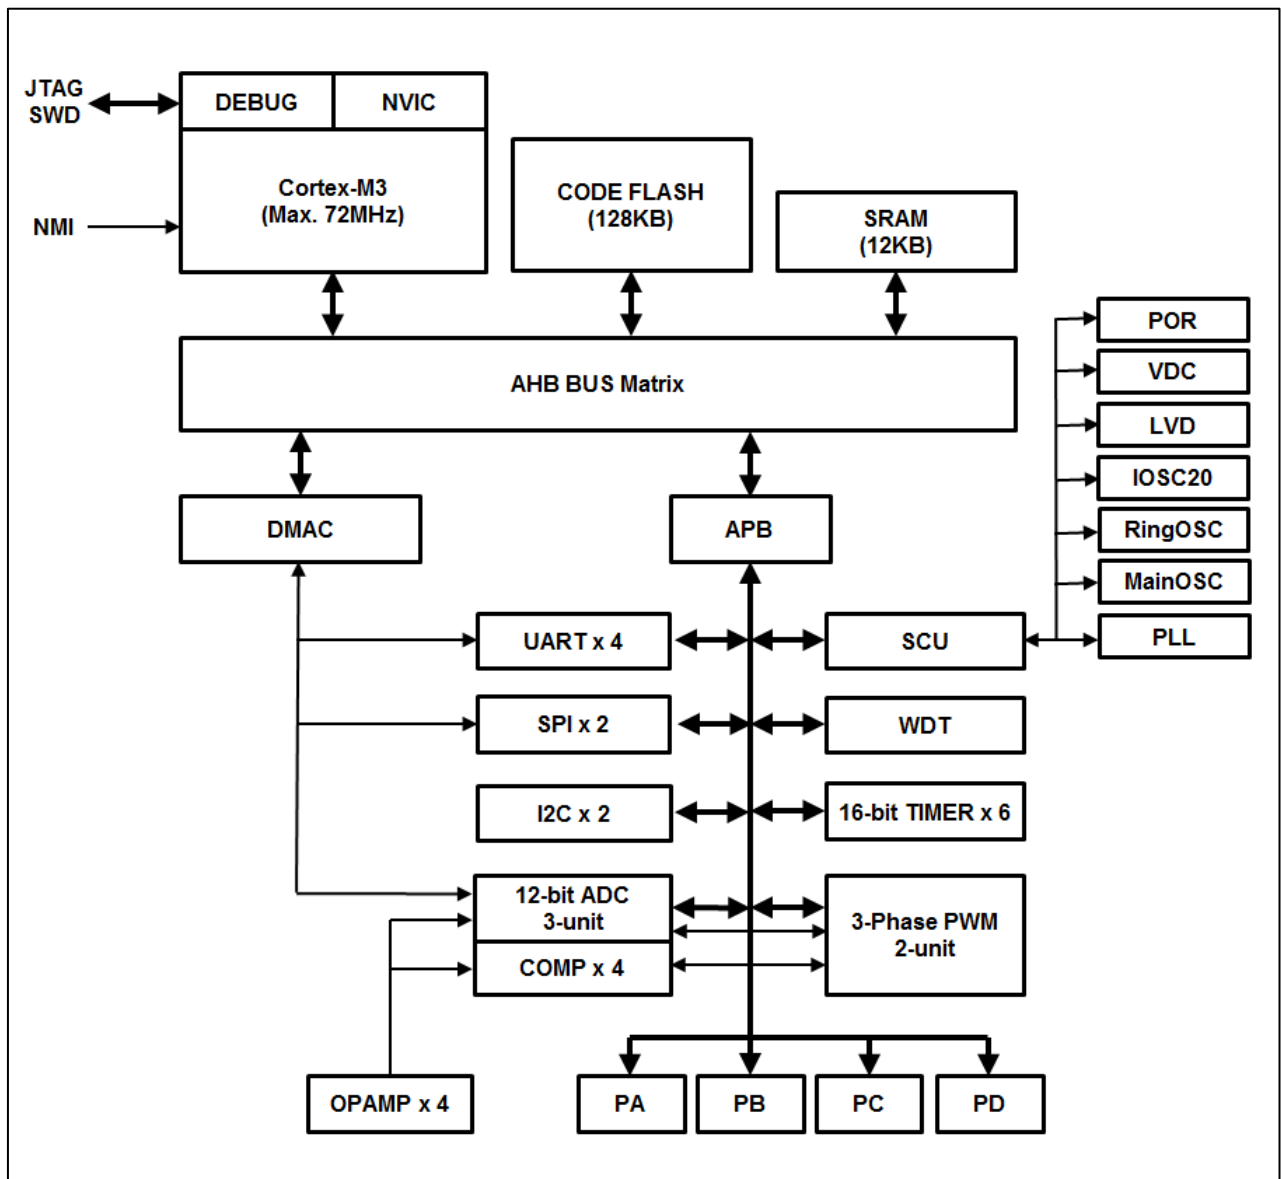 JTAG
SWD
DEBUG
NVIC
Cortex-M3
(Max. 72MHz)
NMI
CODE FLASH
(128KB)
SRAM
(12KB)
AHB BUS Matrix
POR
VDC
LVD
IOSC20
RingOSC
MainOSC
PLL
DMAC
APB
UART x 4
SCU
SPI x 2
WDT
I2C x 2
16-bit TIMER x 6
12-bit ADC
3-unit
COMP x 4
3-Phase PWM
2-unit
OPAMP x 4
PA
PB
PC
PD